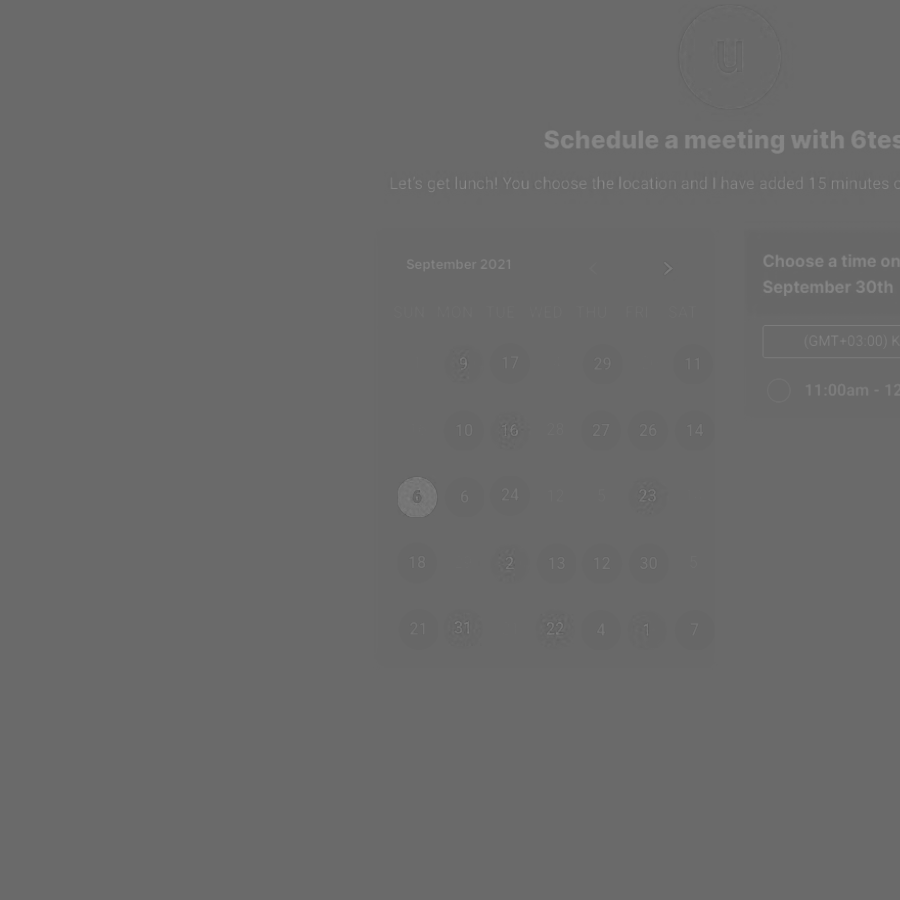 U
Schedule a meeting with 6tes
Let's get lunch! You choose the location and I have added 15 minutes
September 2021
Choose a time on
September 30th
SUN MON TUE WED THU FRI SAT
(GMT+03:00) K
9 17 29 11
11:00am - 12
10 16 27 26 14
6 6 24 12 5 23
18 2 13 12 30 5
21 31 22 4 1 7